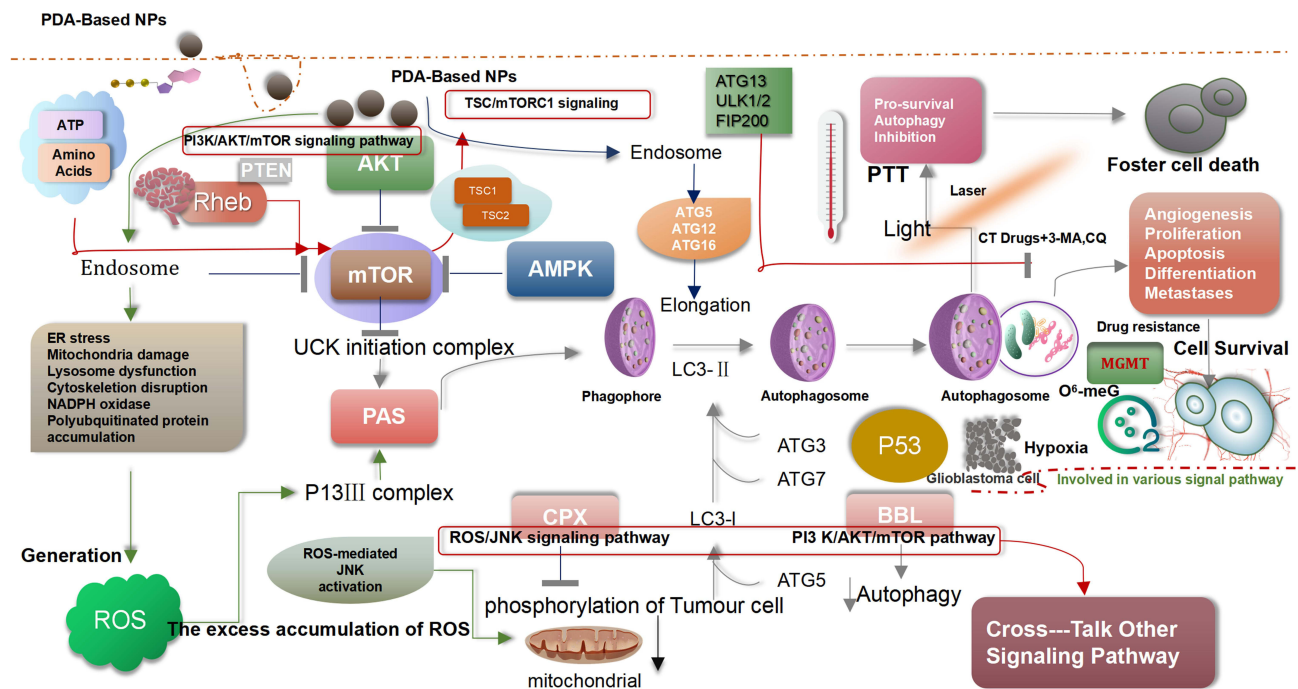 PDA-Based NPs
PDA-Based NPs
TSC/mTORC1 signaling
ATG13
ULK1/2
FIP200
ATP
Amino
Acids
PI3K/AKT/mTOR signaling pathway
PTEN
AKT
Rheb
TSC1
TSC2
Endosome
ATG5
ATG12
ATG16
Elongation
Pro-survival
Autophagy
Inhibition
PTT
Foster cell death
Laser
Light
CT Drugs+3-MA,CQ
Angiogenesis
Proliferation
Apoptosis
Differentiation
Metastases
Endosome
mTOR
AMPK
ER stress
Mitochondria damage
Lysosome dysfunction
Cytoskeletion disruption
NADPH oxidase
Polyubquitinated protein
accumulation
UCK initiation complex
PAS
P13III complex
Phagophore
LC3-II
Autophagosome
Autophagosome
Drug resistance
Cell Survival
MGMT
O⁶-meG
2
Hypoxia
P53
Glioblastoma cell
Involved in various signal pathway
ATG3
ATG7
LC3-I
CPX
BBL
ROS/JNK signaling pathway
PI3 K/AKT/mTOR pathway
ATG5
Autophagy
Generation
ROS
ROS-mediated
JNK
activation
The excess accumulation of ROS
phosphorylation of Tumour cell
mitochondrial
Cross---Talk Other
Signaling Pathway